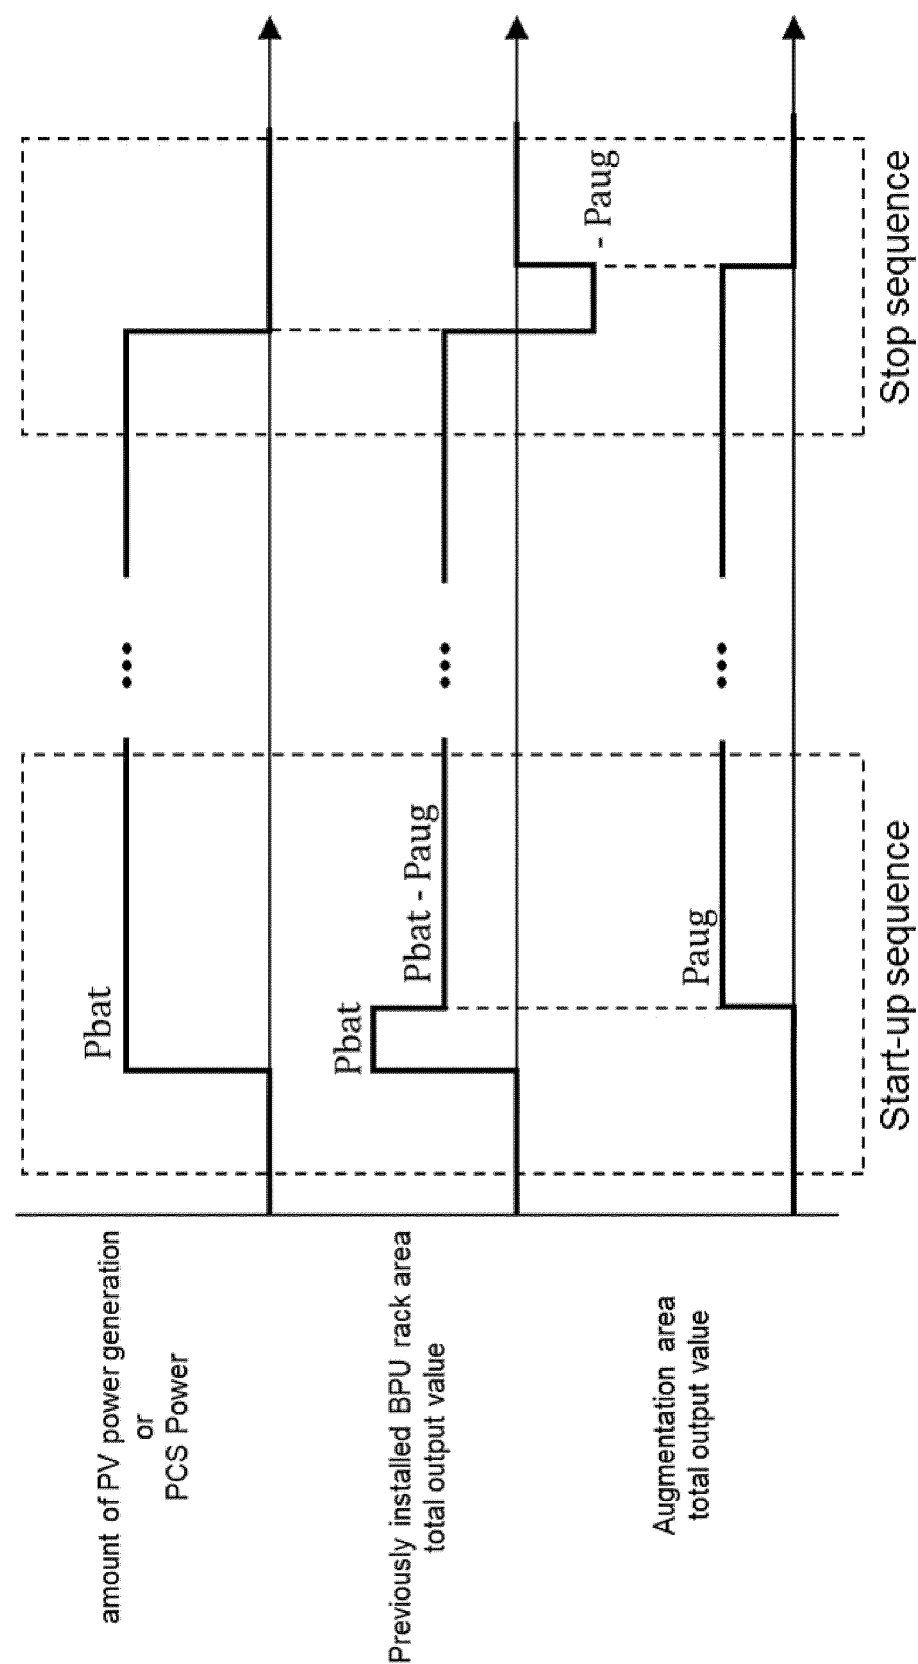 amount of PV power generation
or
PCS Power
Pbat
Previously installed BPU rack area
total output value
Pbat
Pbat - Paug
- Paug
Augmentation area
total output value
Paug
Start-up sequence
Stop sequence